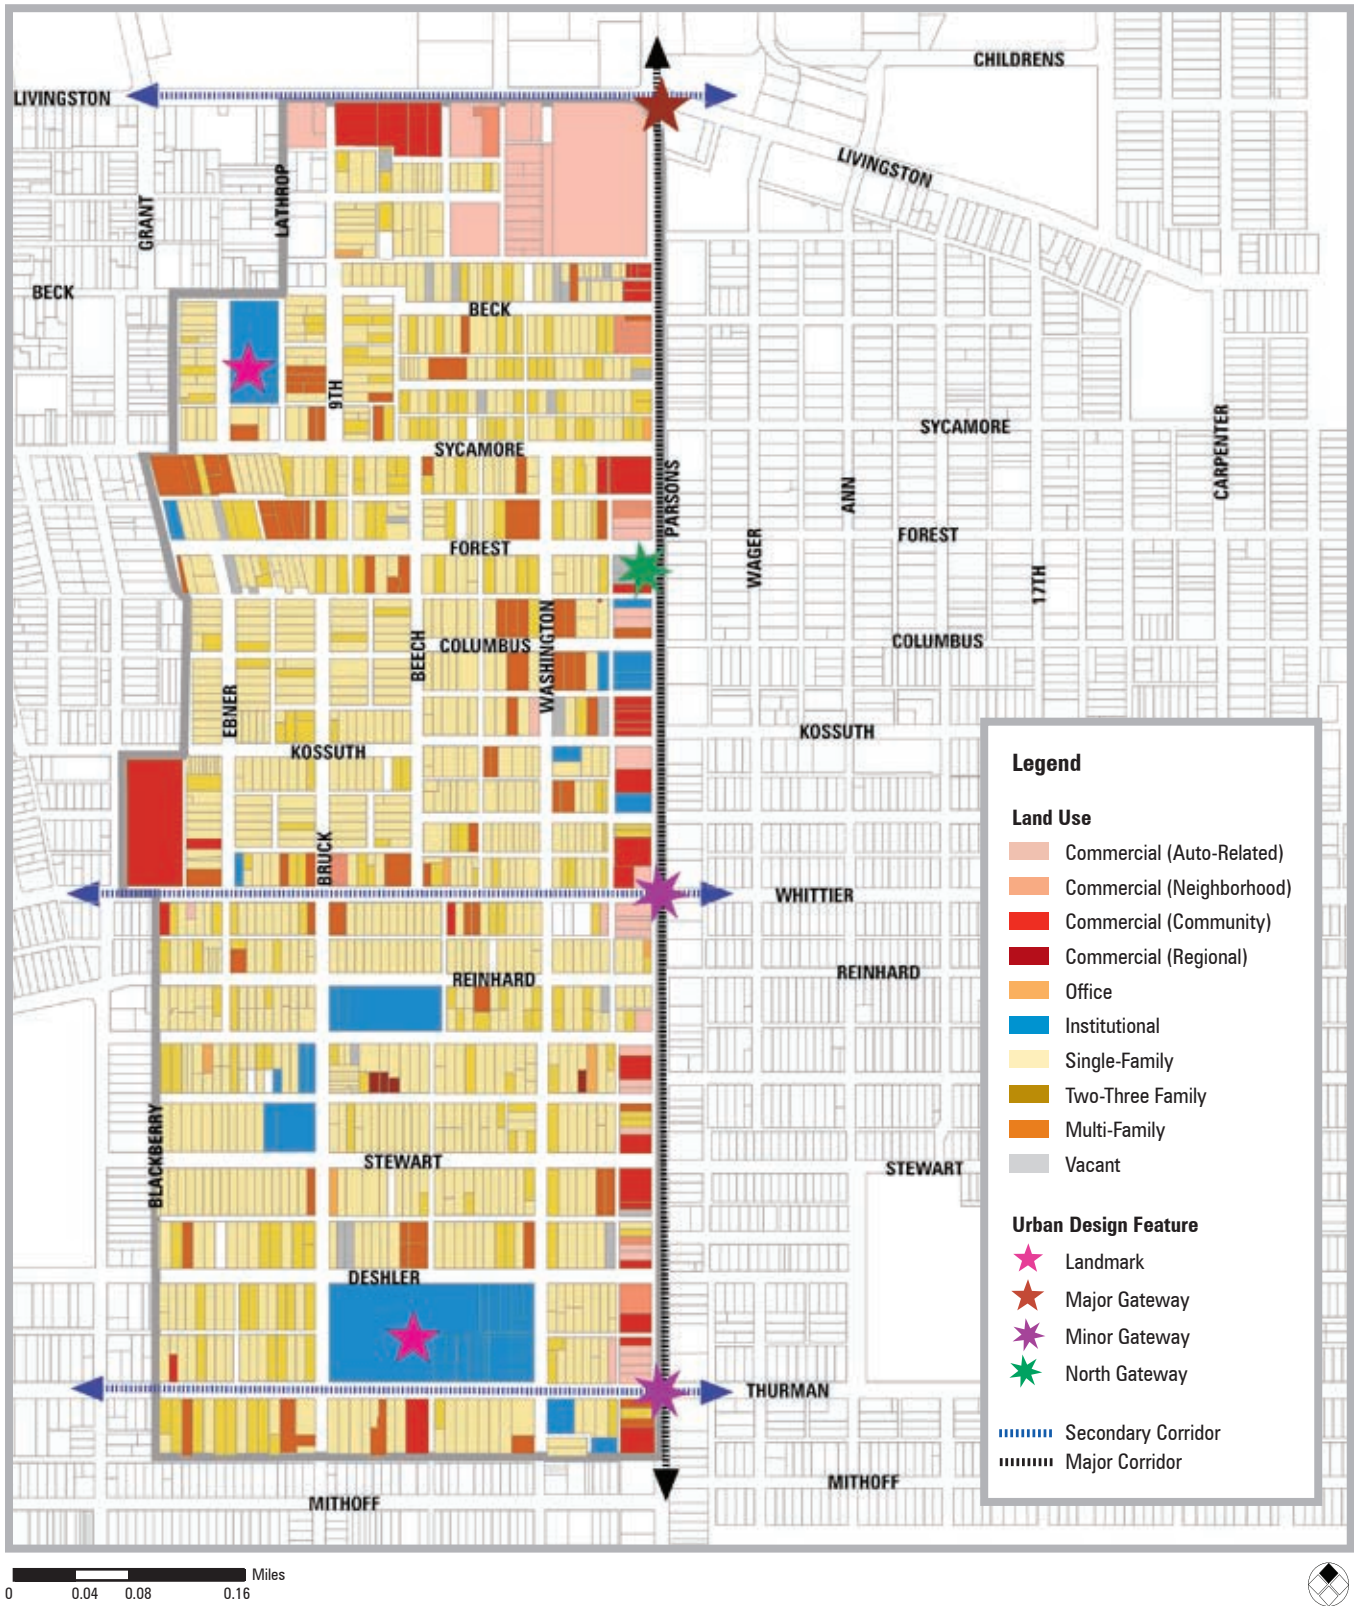 CHILDRENS
LIVINGSTON
LIVINGSTON
LATHROP
GRANT
BECK
BECK
9TH
SYCAMORE
SYCAMORE
CARPENTER
PARSONS
ANN
FOREST
FOREST
WAGER
17TH
COLUMBUS
WASHINGTON
BEECH
COLUMBUS
EBNER
KOSSUTH
KOSSUTH
BRUCK
WHITTIER
REINHARD
REINHARD
BLACKBERRY
STEWART
STEWART
DESHLER
THURMAN
MITHOFF
MITHOFF
Legend
Land Use
Commercial (Auto-Related)
Commercial (Neighborhood)
Commercial (Community)
Commercial (Regional)
Office
Institutional
Single-Family
Two-Three Family
Multi-Family
Vacant
Urban Design Feature
Landmark
Major Gateway
Minor Gateway
North Gateway
Secondary Corridor
Major Corridor
Miles
0 0.04 0.08 0.16